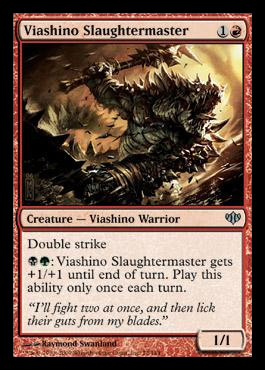 Viashino Slaughtermaster 1
Creature — Viashino Warrior
Double strike
: Viashino Slaughtermaster gets
+1/+1 until end of turn. Play this
ability only once each turn.
“I’ll fight two at once, and then lick
their guts from my blades.”
Raymond Swanland
1/1